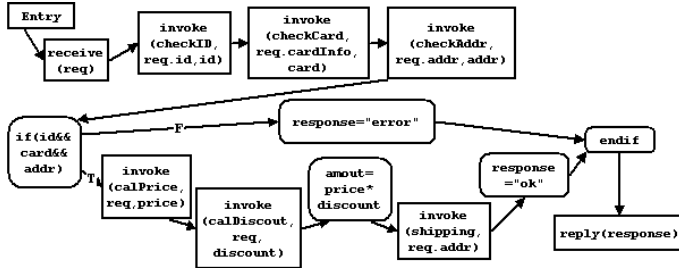 Entry
receive
(req)
invoke
(checkID,
req.id,id)
invoke
(checkCard,
req.cardInfo,
card)
invoke
(checkAddr,
req.addr,addr)
if(id&&
card&&
addr)
F
response="error"
endif
T
invoke
(calPrice,
req,price)
invoke
(calDiscout,
req,
discount)
amout=
price*
discount
invoke
(shipping,
req.addr)
response
="ok"
reply(response)